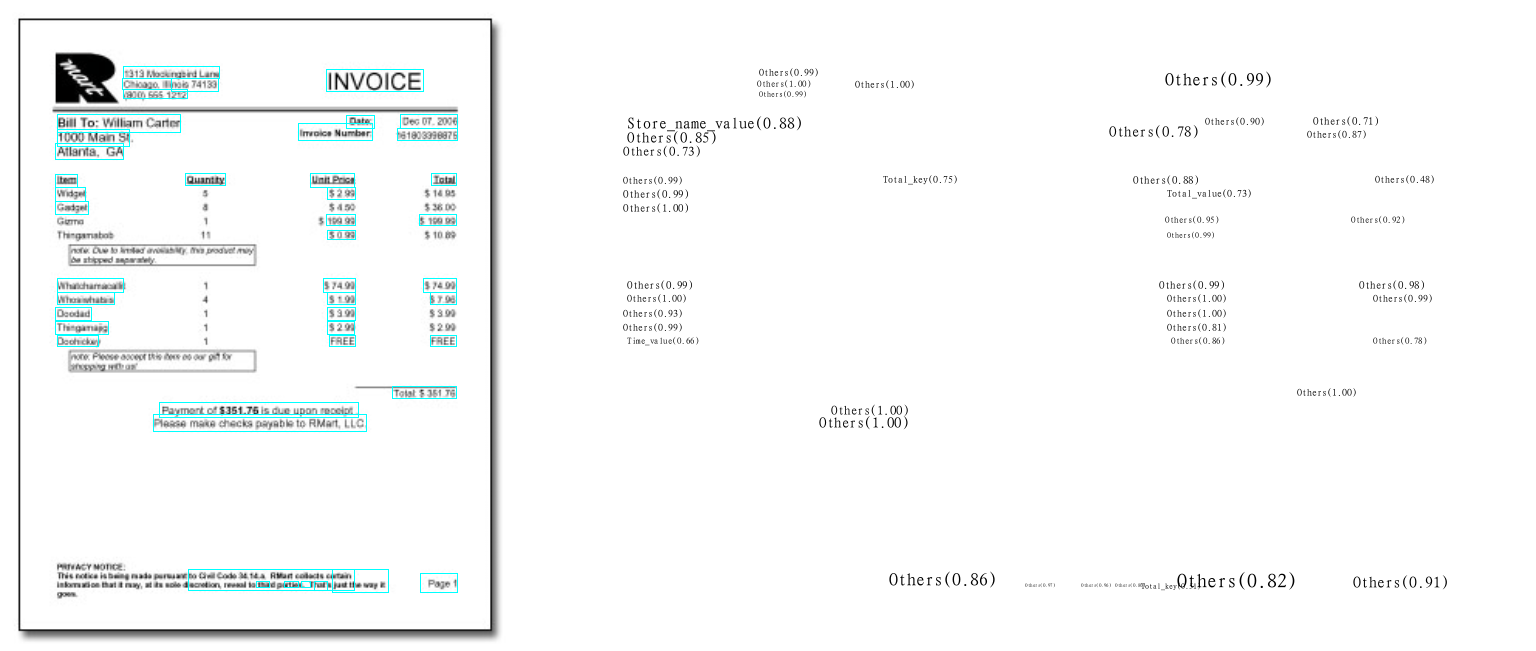 mart
1313 Mockingbird Lane
Chicago, Illinois 74133
(800) 555-1212
INVOICE
Bill To: William Carter
1000 Main St.
Atlanta, GA
Date: Dec 07, 2006
Invoice Number: 161803398875
Item Quantity Unit Price Total
Widget 5 $ 2.99 $ 14.95
Gadget 8 $ 4.50 $ 36.00
Gizmo 1 $ 199.99 $ 199.99
Thingamabob 11 $ 0.99 $ 10.89
note: Due to limited availability, this product may
be shipped separately.
Whatchamacallit 1 $ 74.99 $ 74.99
Whosiwhatsis 4 $ 1.99 $ 7.96
Doodad 1 $ 3.99 $ 3.99
Thingamajig 1 $ 2.99 $ 2.99
Doohickey 1 FREE FREE
note: Please accept this item as our gift for
shopping with us!
Total: $ 351.76
Payment of $351.76 is due upon receipt.
Please make checks payable to RMart, LLC.
PRIVACY NOTICE:
This notice is being made pursuant to Civil Code 34.14.a. RMart collects certain
information that it may, at its sole discretion, reveal to third parties. That's just the way it
goes.
Page 1
Others(0.99)
Others(1.00) Others(1.00)
Others(0.99)
Others(0.99)
Store_name_value(0.88)
Others(0.85)
Others(0.73)
Others(0.78) Others(0.90) Others(0.71)
Others(0.87)
Others(0.99) Total_key(0.75) Others(0.88) Others(0.48)
Others(0.99) Total_value(0.73)
Others(1.00)
Others(0.95) Others(0.92)
Others(0.99)
Others(0.99) Others(0.99) Others(0.98)
Others(1.00) Others(1.00) Others(0.99)
Others(0.93) Others(1.00)
Others(0.99) Others(0.81)
Time_value(0.66) Others(0.86) Others(0.78)
Others(1.00)
Others(1.00)
Others(1.00)
Others(0.86) Others(0.97) Others(0.96) Others(0.82) Others(0.91)